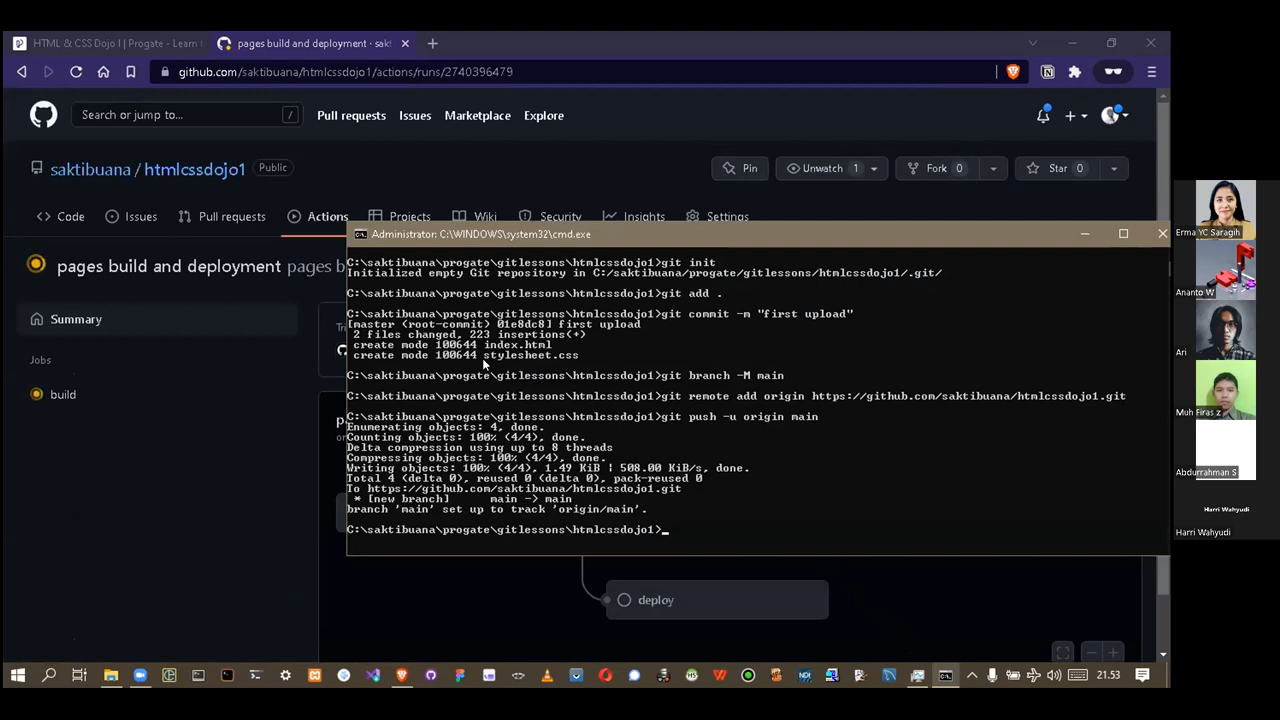 HTML & CSS Dojo I | Progate - Learn t
pages build and deployment · sakt
github.com/saktibuana/htmlcssdojo1/actions/runs/2740396479
Search or jump to...
/
Pull requests
Issues
Marketplace
Explore
saktibuana / htmlcssdojo1
Public
Pin
Unwatch 1
Fork 0
Star 0
Code
Issues
Pull requests
Actions
Projects
Wiki
Security
Insights
Settings
pages build and deployment pages b
Summary
Jobs
build
Administrator: C:\WINDOWS\system32\cmd.exe
C:\saktibuana\progate\gitlessons\htmlcssdojo1>git init
Initialized empty Git repository in C:/saktibuana/progate/gitlessons/htmlcssdojo1/.git/
C:\saktibuana\progate\gitlessons\htmlcssdojo1>git add .
C:\saktibuana\progate\gitlessons\htmlcssdojo1>git commit -m "first upload"
[master (root-commit) 01e8dc8] first upload
2 files changed, 223 insertions(+)
create mode 100644 index.html
create mode 100644 stylesheet.css
C:\saktibuana\progate\gitlessons\htmlcssdojo1>git branch -M main
C:\saktibuana\progate\gitlessons\htmlcssdojo1>git remote add origin https://github.com/saktibuana/htmlcssdojo1.git
C:\saktibuana\progate\gitlessons\htmlcssdojo1>git push -u origin main
Enumerating objects: 4, done.
Counting objects: 100% (4/4), done.
Delta compression using up to 8 threads
Compressing objects: 100% (4/4), done.
Writing objects: 100% (4/4), 1.49 KiB | 508.00 KiB/s, done.
Total 4 (delta 0), reused 0 (delta 0), pack-reused 0
To https://github.com/saktibuana/htmlcssdojo1.git
* [new branch] main -> main
branch 'main' set up to track 'origin/main'.
C:\saktibuana\progate\gitlessons\htmlcssdojo1>_
deploy
21.53
Erma YC Saragih
Ananto W
Ari
Muh Firas z
Abdurrahman S
Harri Wahyudi
Harri Wahyudi